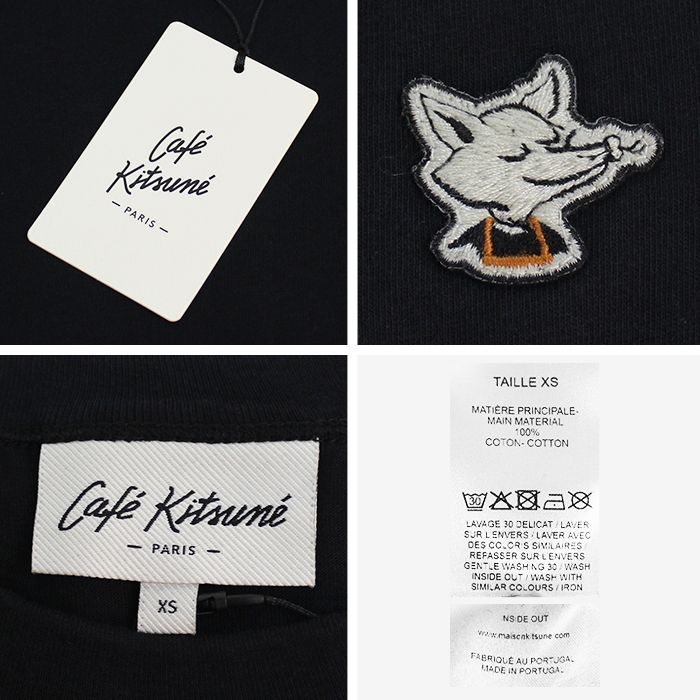 Café
Kitsuné
— PARIS —
Café Kitsuné
— PARIS —
XS
TAILLE XS
MATIÈRE PRINCIPALE-
MAIN MATERIAL
100%
COTON- COTTON
30
LAVAGE 30 DELICAT / LAVER
SUR L'ENVERS / LAVER AVEC
DES COLORIS SIMILAIRES /
REPASSER SUR L'ENVERS
GENTLE WASHING 30 / WASH
INSIDE OUT / WASH WITH
SIMILAR COLOURS / IRON
INSIDE OUT
www.maisonkitsune.com
FABRIQUÉ AU PORTUGAL
MADE IN PORTUGAL